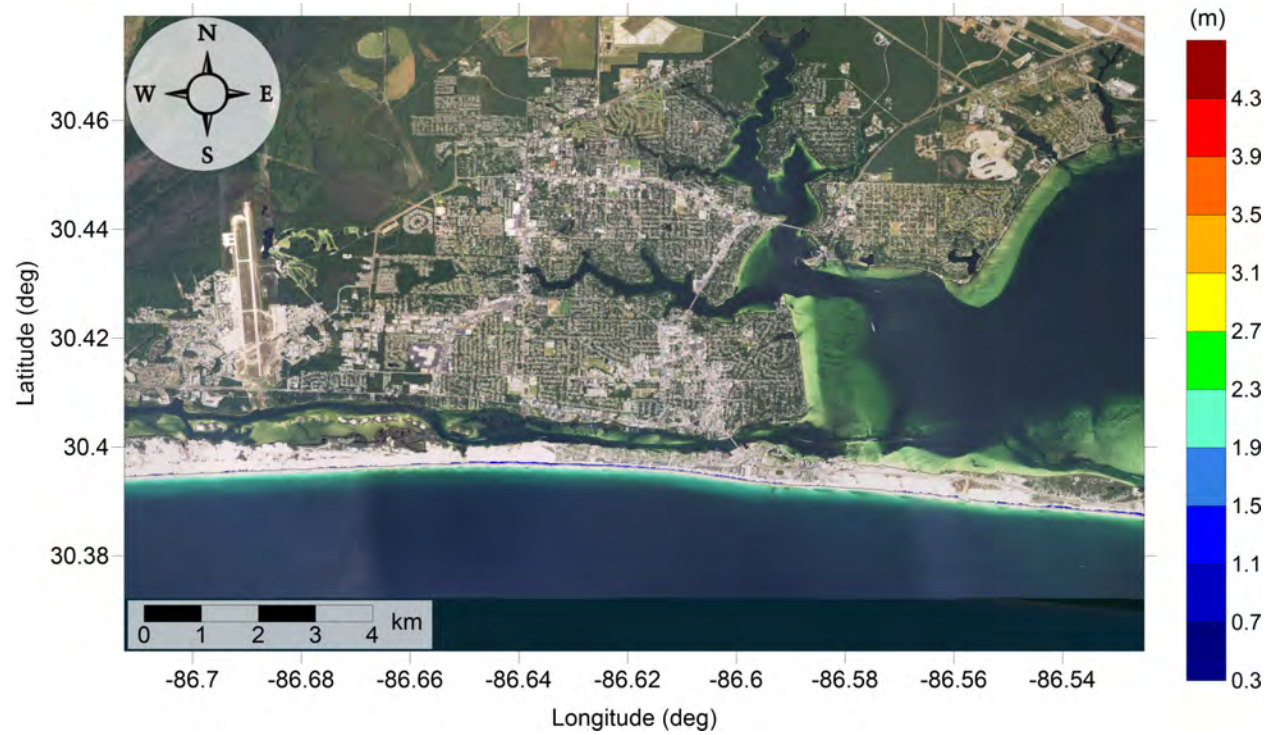 (m)
N
W E
S
4.3
3.9
3.5
3.1
2.7
2.3
1.9
1.5
1.1
0.7
0.3
30.46
30.44
30.42
30.4
30.38
Latitude (deg)
0 1 2 3 4 km
-86.7 -86.68 -86.66 -86.64 -86.62 -86.6 -86.58 -86.56 -86.54
Longitude (deg)